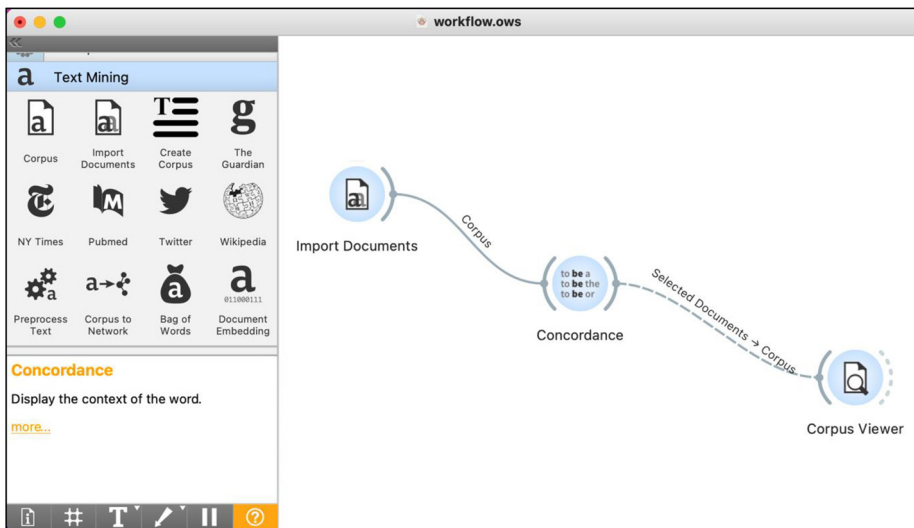 workflow.ows
a Text Mining
a
a
T
g
Corpus
Import
Documents
Create
Corpus
The
Guardian
M
NY Times
Pubmed
Twitter
Wikipedia
a
a
a
a
011000111
Preprocess
Text
Corpus to
Network
Bag of
Words
Document
Embedding
Concordance
Display the context of the word.
more...
T
?
a
Import Documents
Corpus
to be a
to be the
to be or
Concordance
Selected Documents → Corpus
Corpus Viewer